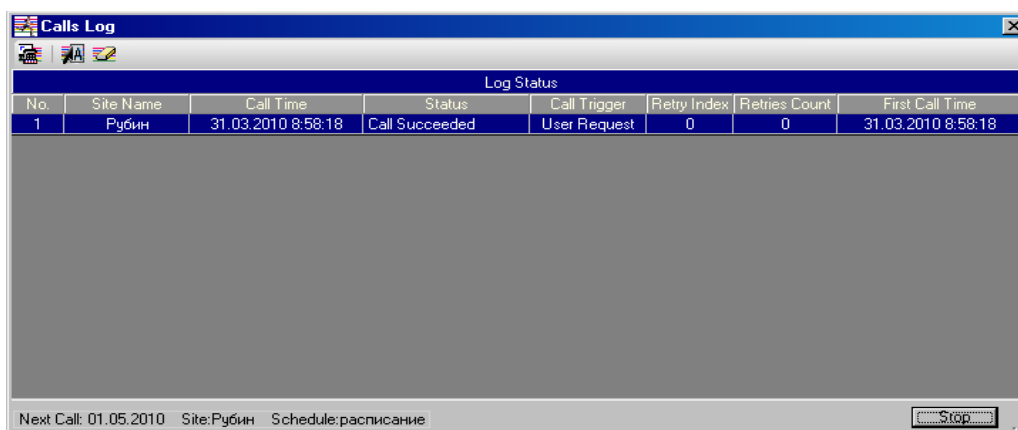 Calls Log
Log Status
No. Site Name Call Time Status Call Trigger Retry Index Retries Count First Call Time
1 Рубин 31.03.2010 8:58:18 Call Succeeded User Request 0 0 31.03.2010 8:58:18
Next Call: 01.05.2010 Site:Рубин Schedule:расписание Stop